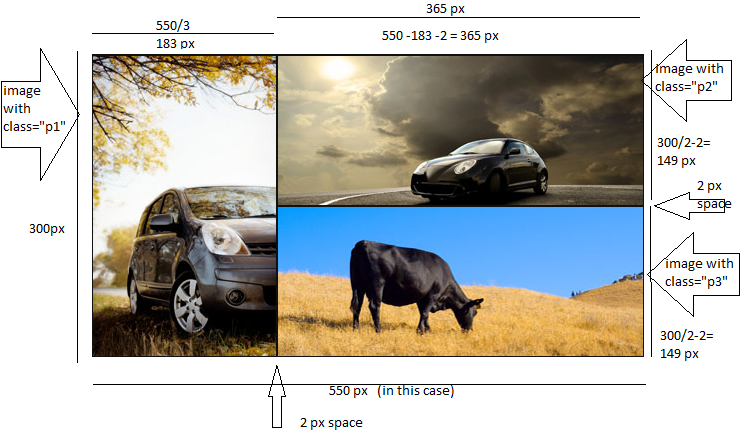 365 px
550/3
550 -183 -2 = 365 px
183 px
image
with
class="p1"
image with
class="p2"
300/2-2=
149 px
2 px
space
300px
image with
class="p3"
300/2-2=
149 px
550 px (in this case)
2 px space